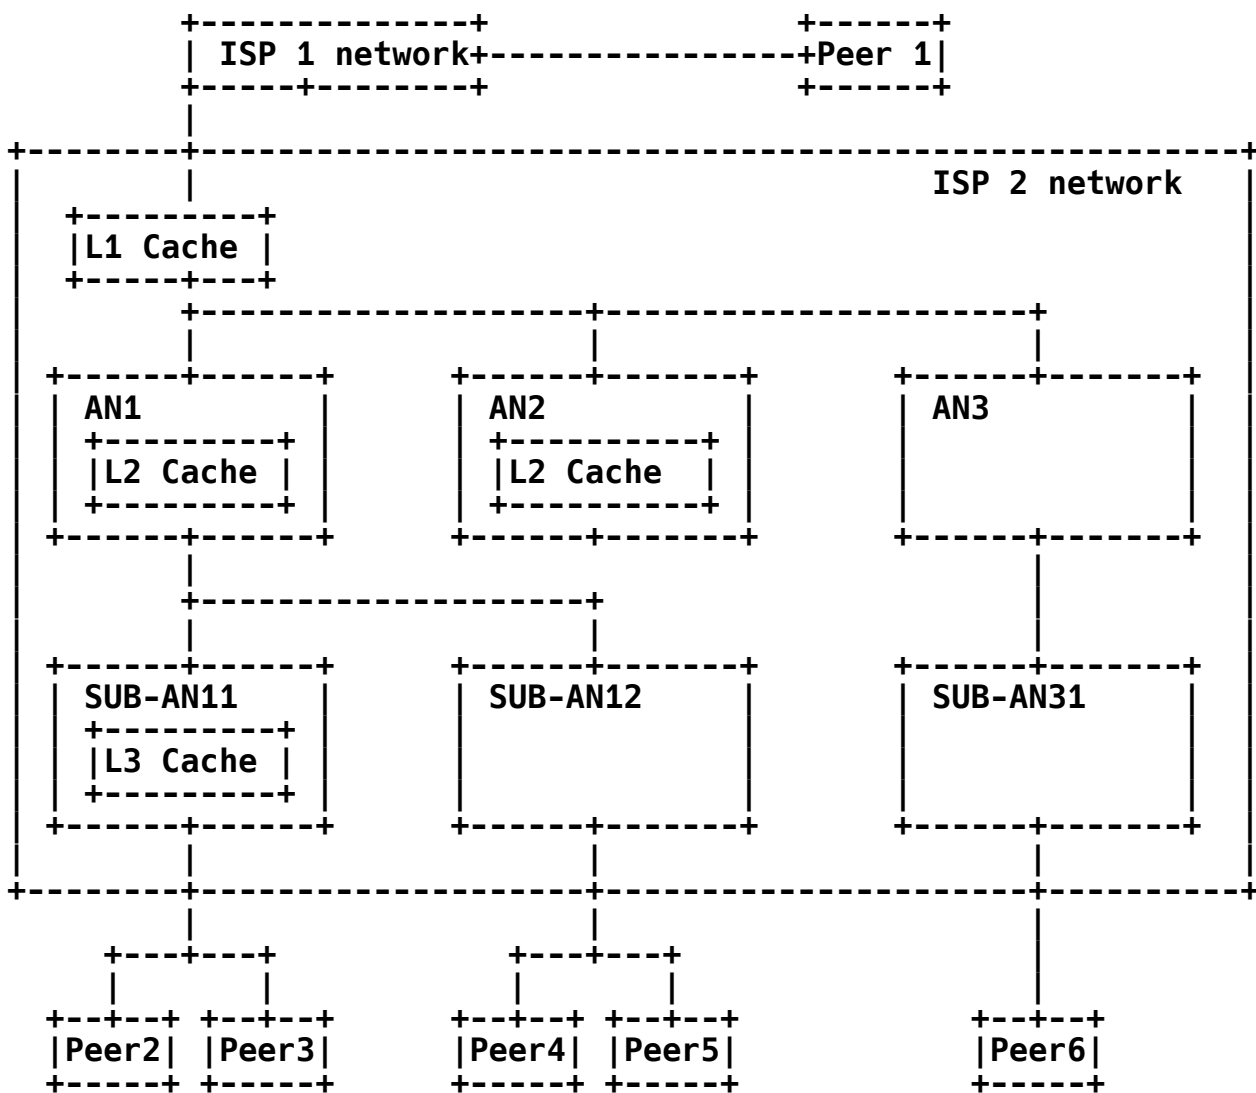 ISP 1 network Peer 1
ISP 2 network
L1 Cache
AN1 AN2 AN3
L2 Cache L2 Cache
SUB-AN11 SUB-AN12 SUB-AN31
L3 Cache
Peer2 Peer3 Peer4 Peer5 Peer6